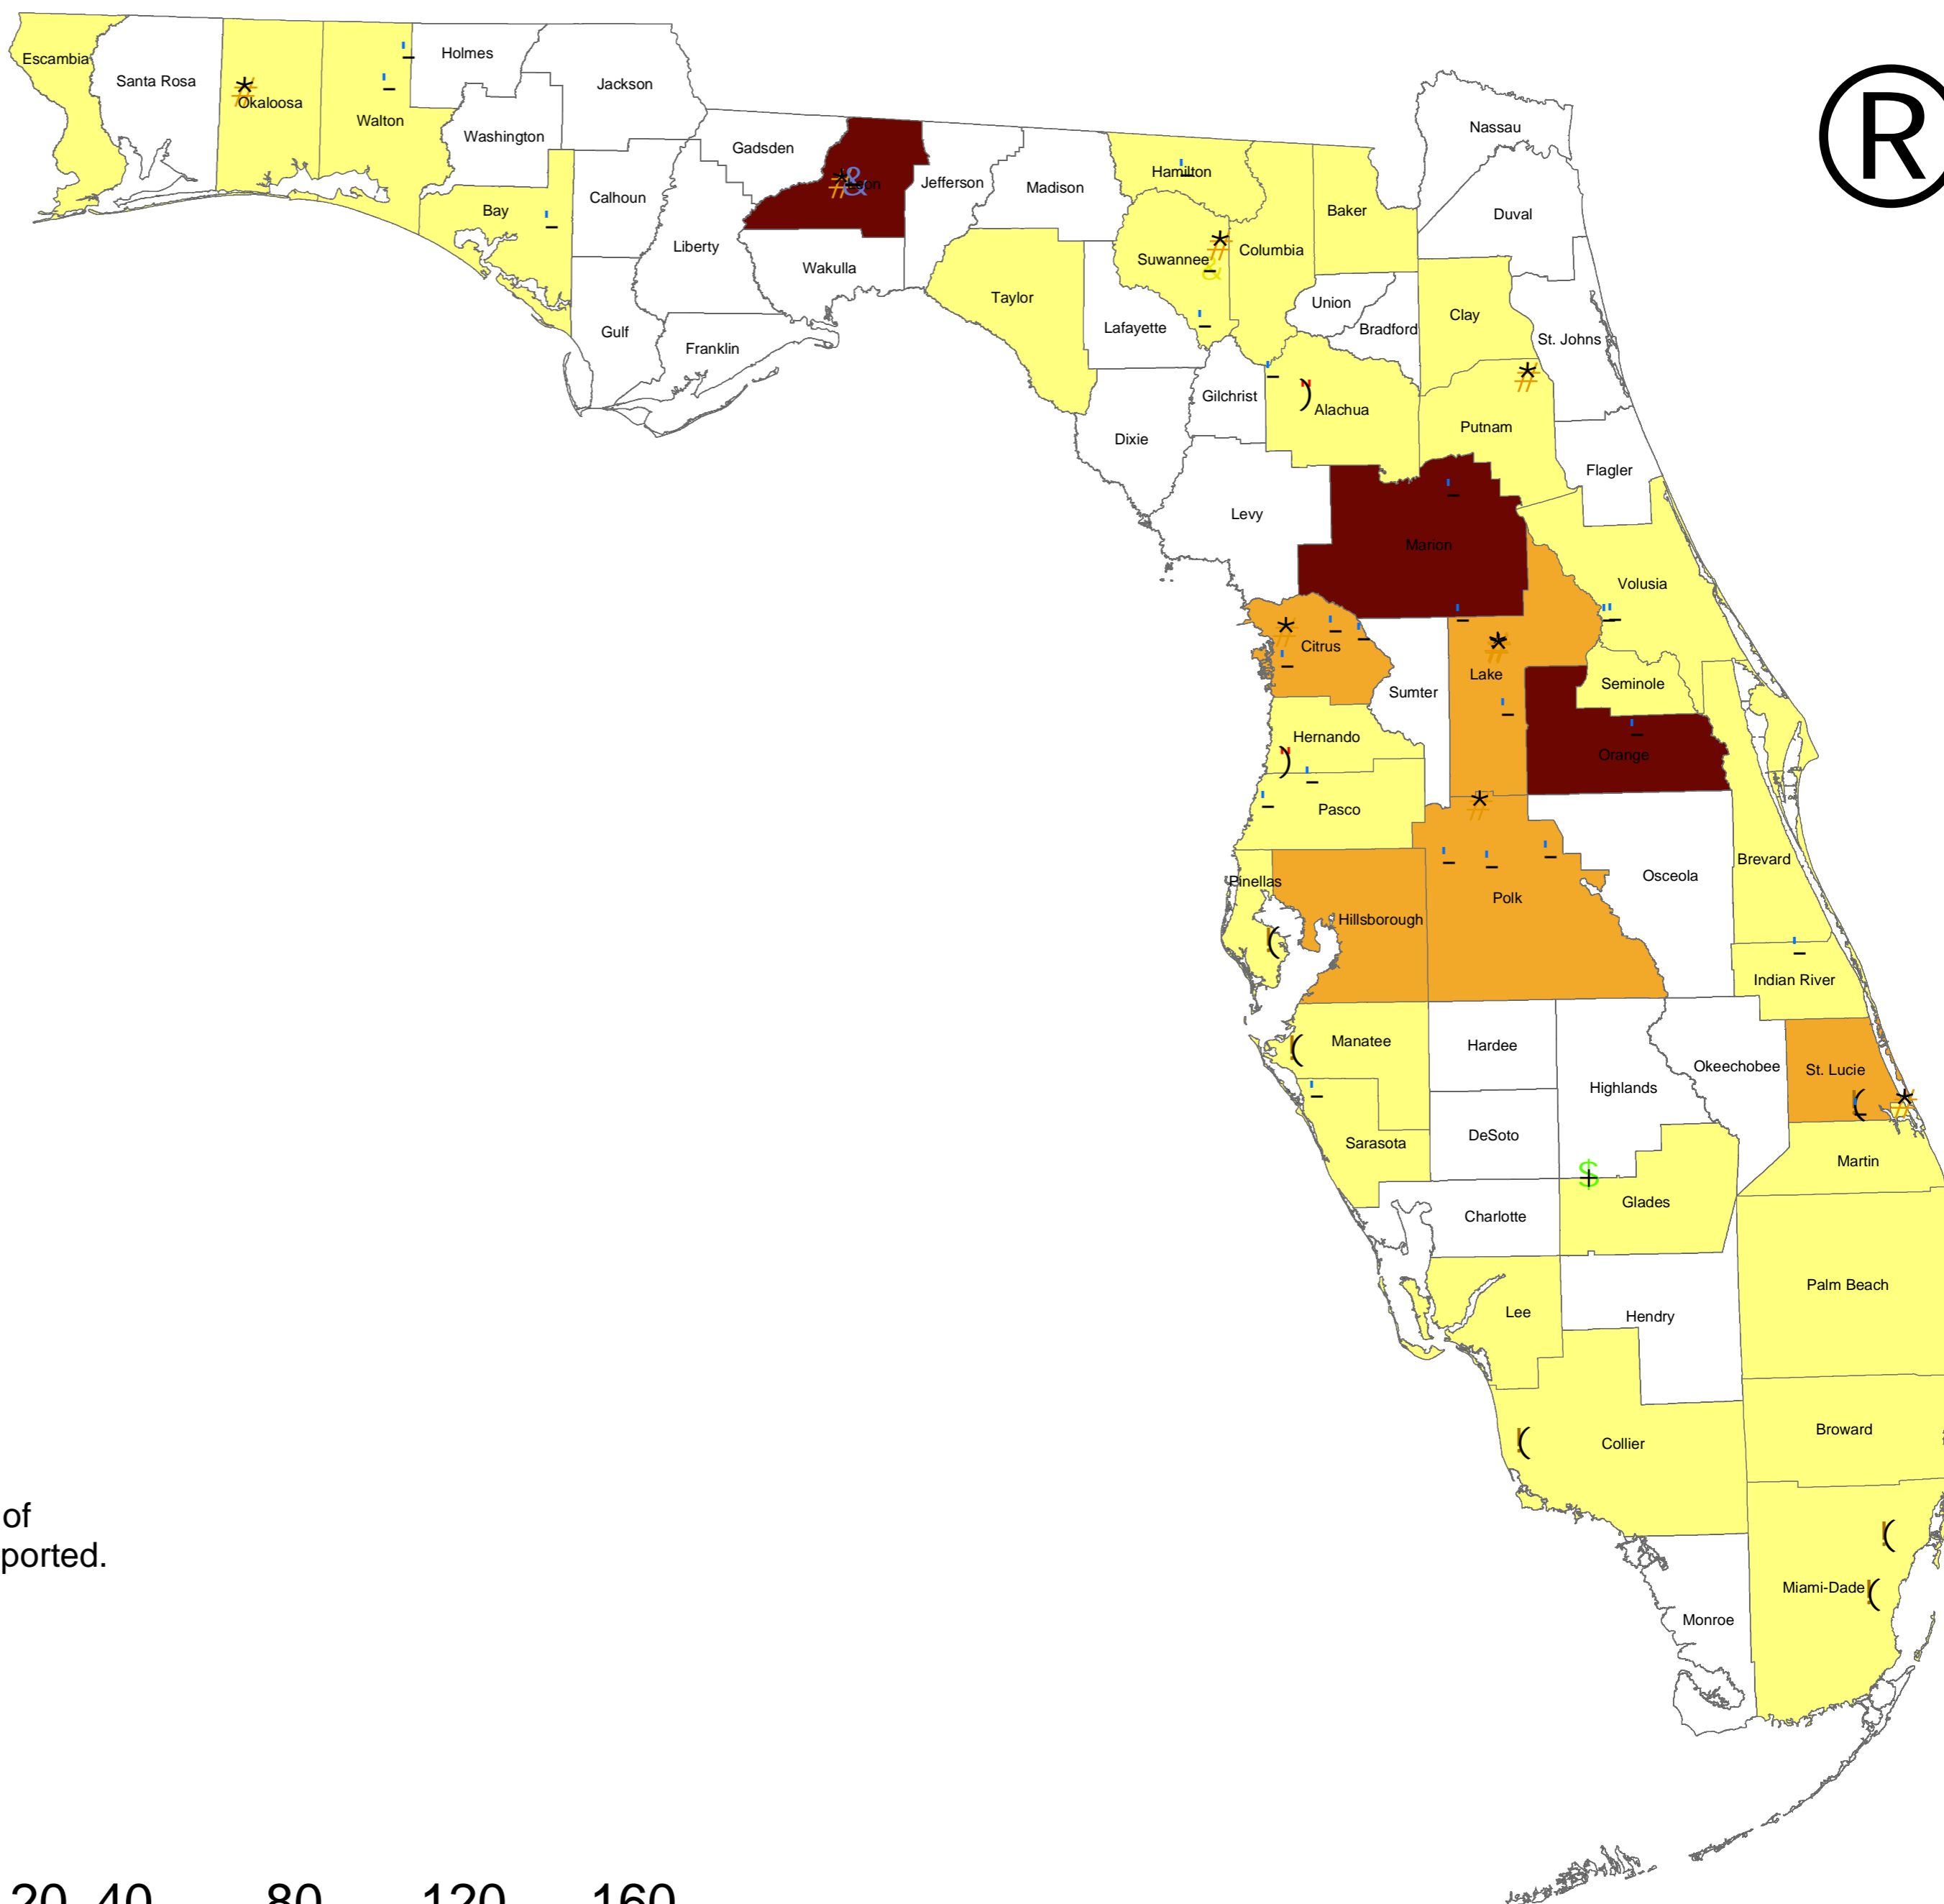 Escambia
Santa Rosa
Okaloosa
Walton
Holmes
Washington
Jackson
Bay
Calhoun
Gulf
Gadsden
Liberty
Franklin
Leon
Wakulla
Jefferson
Madison
Taylor
Hamilton
Suwannee
Lafayette
Columbia
Baker
Nassau
Duval
Union
Bradford
Clay
St. Johns
Gilchrist
Dixie
Alachua
Putnam
Flagler
Levy
Marion
Volusia
Citrus
Sumter
Lake
Seminole
Orange
Hernando
Pasco
Pinellas
Hillsborough
Polk
Osceola
Brevard
Indian River
Manatee
Hardee
Highlands
Okeechobee
St. Lucie
Sarasota
DeSoto
Martin
Charlotte
Glades
Lee
Hendry
Palm Beach
Collier
Broward
Miami-Dade
Monroe
®
of
ported.
20 40 80 120 160